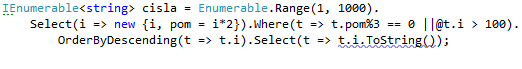 IEnumerable<string> cisla = Enumerable.Range(1, 1000).
Select(i => new {i, pom = i*2}).Where(t => t.pom%3 == 0 ||@t.i > 100).
OrderByDescending(t => t.i).Select(t => t.i.ToString());